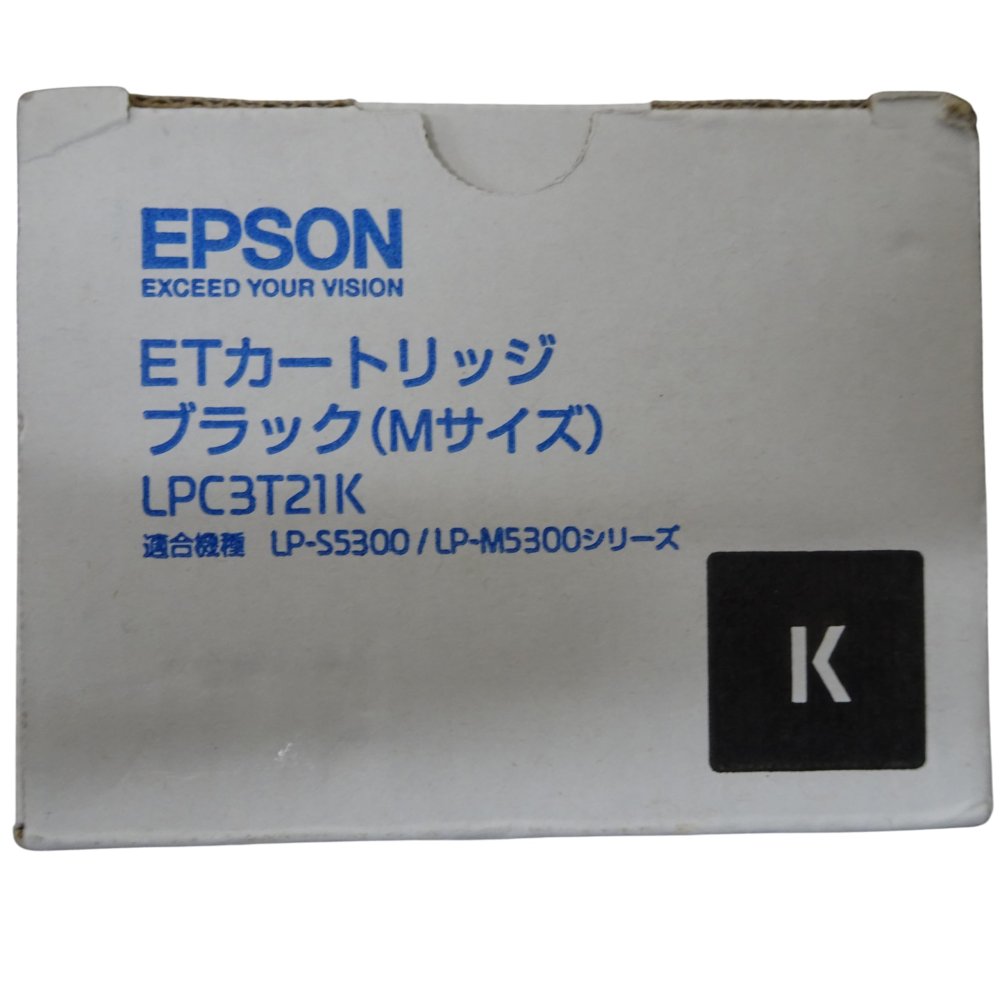 EPSON
EXCEED YOUR VISION
ETカートリッジ
ブラック(Mサイズ)
LPC3T21K
適合機種 LP-S5300 / LP-M5300シリーズ
K